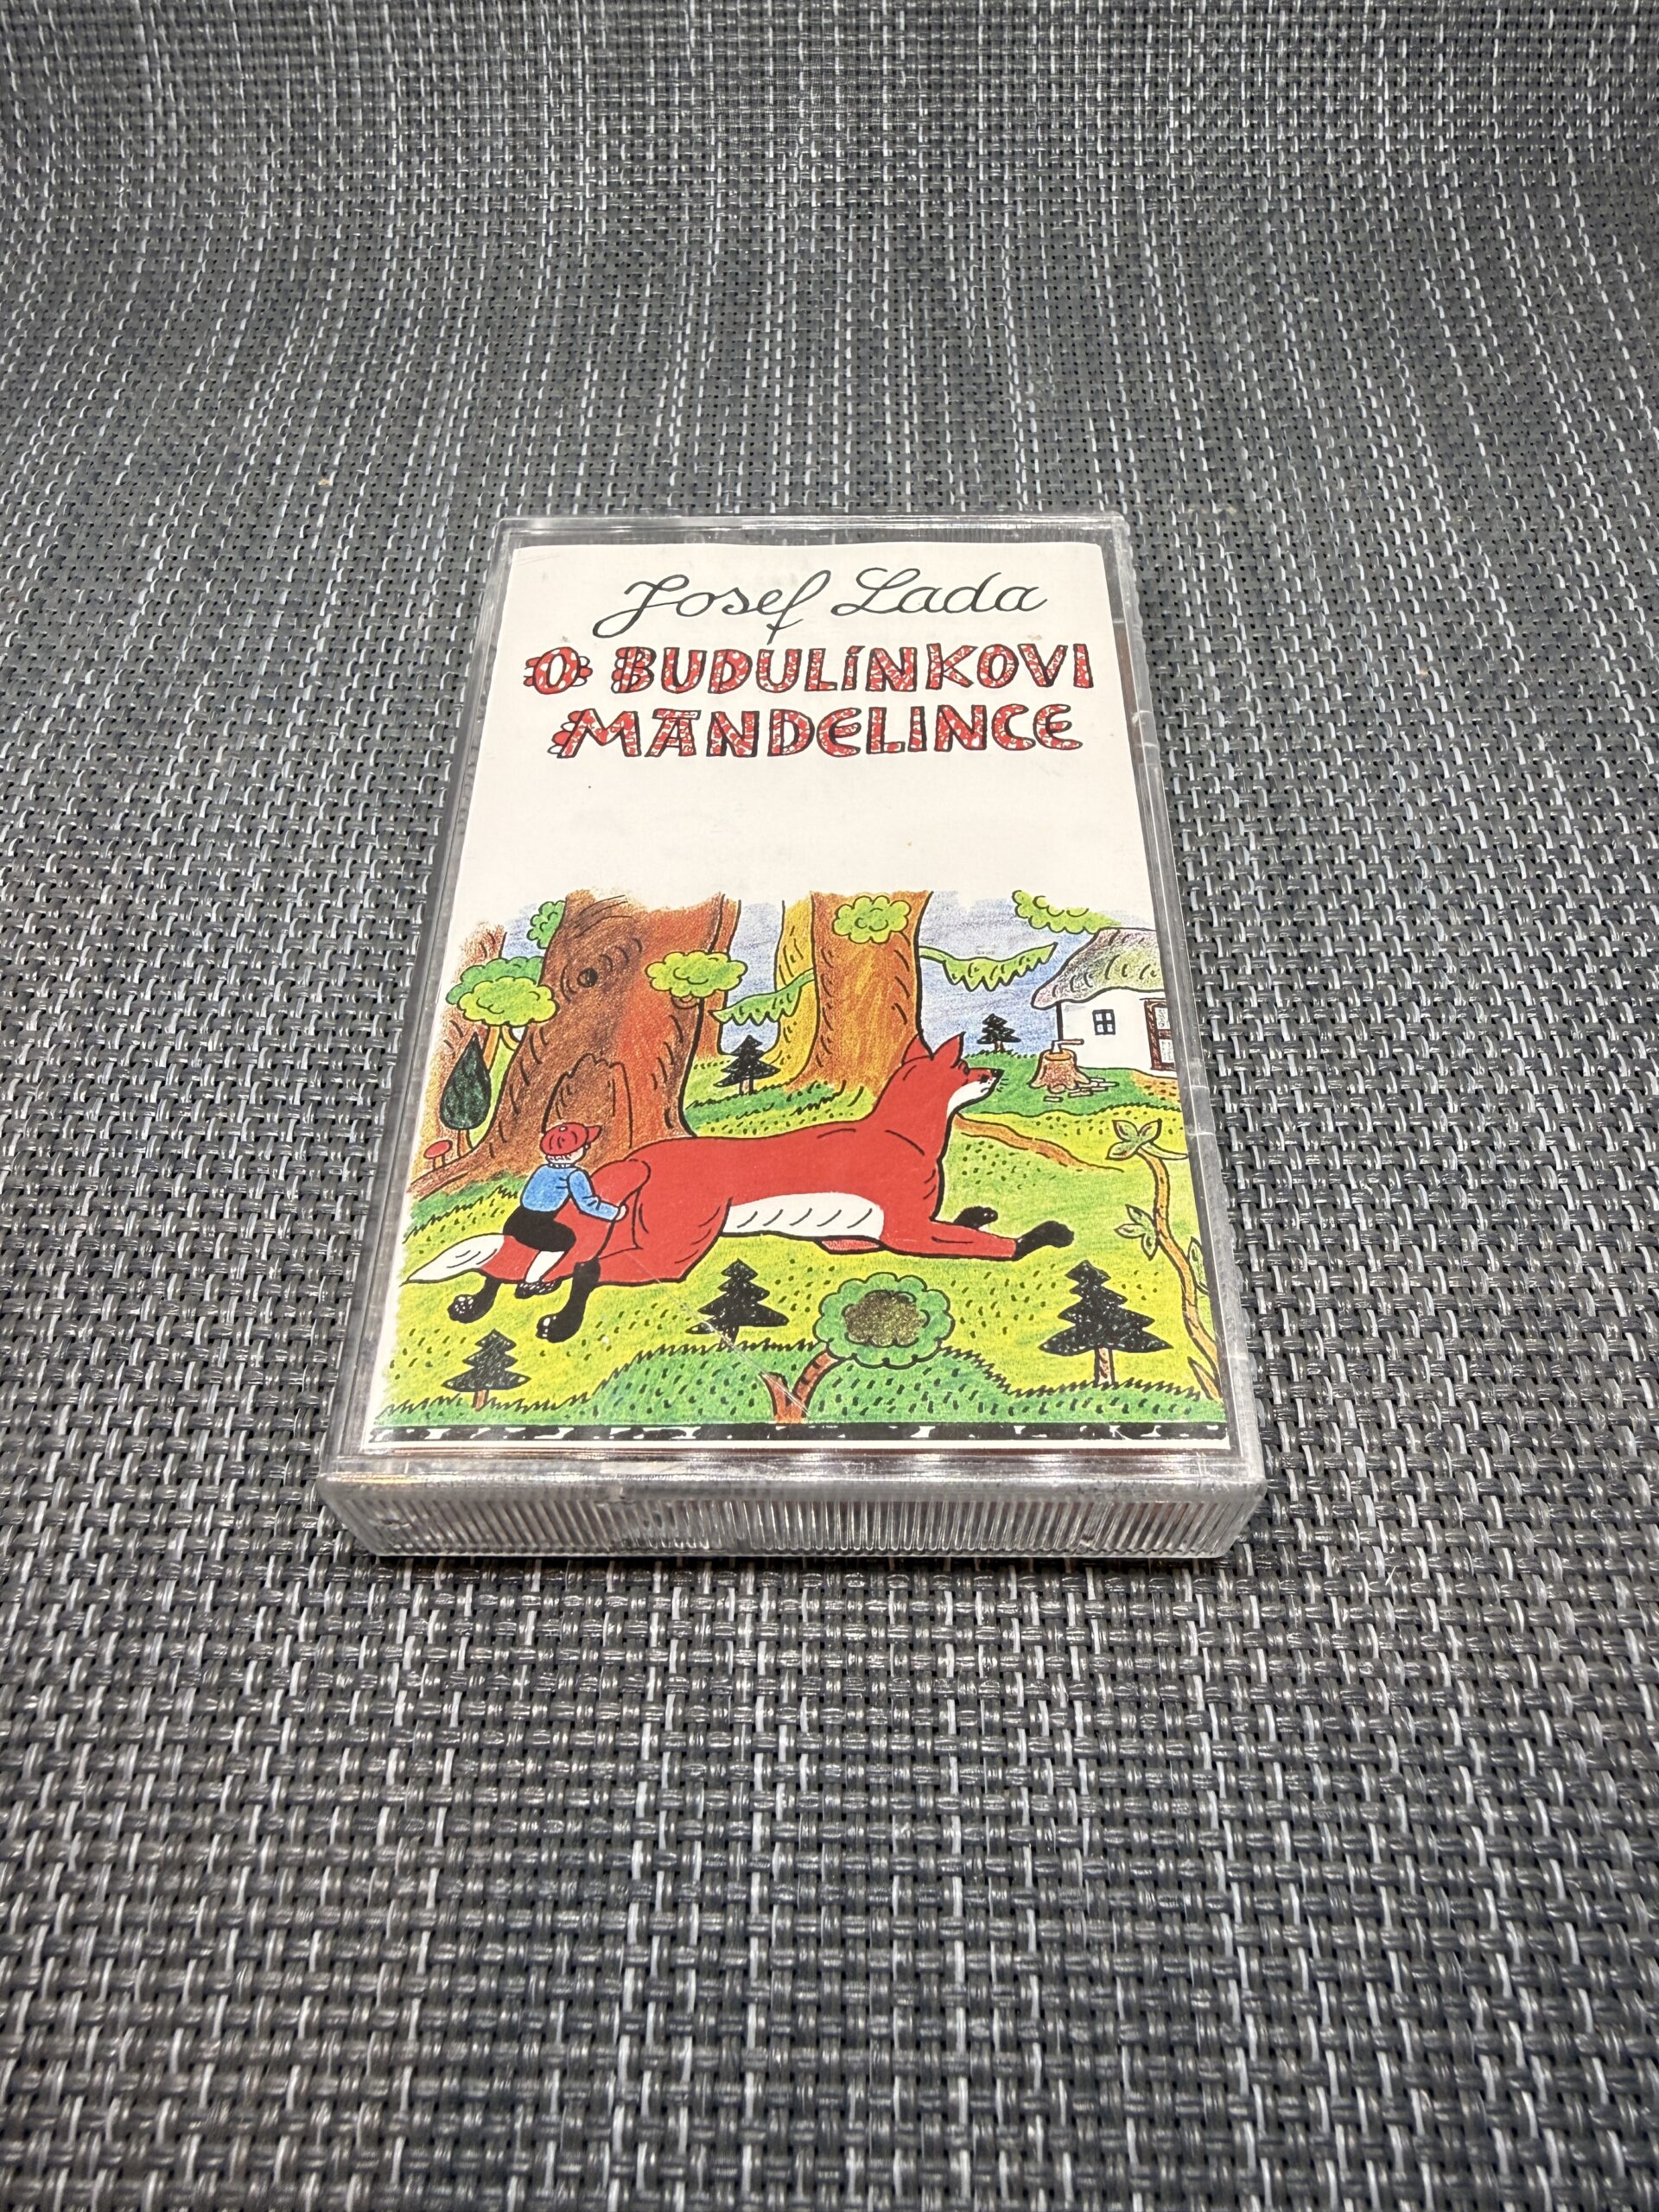 Josef Lada
O BUDULÍNKOVI
MANDELINCE